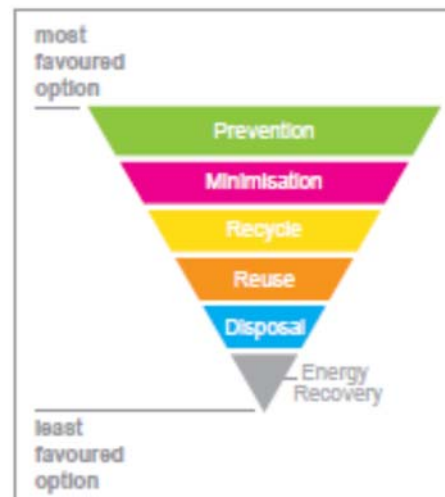 most
favoured
option
Prevention
Minimisation
Recycle
Reuse
Disposal
Energy
Recovery
least
favoured
option